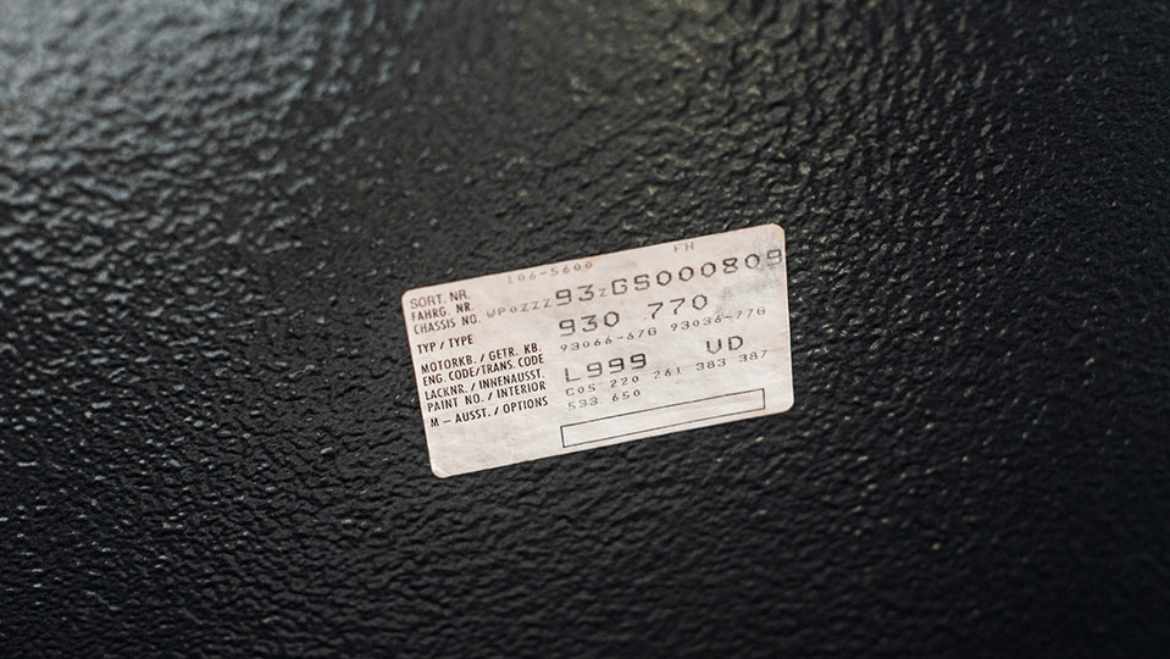 SORT. NR. 106-5600 FH
FAHRG. NR.
CHASSIS NO. WP0ZZZ93ZGS000809
TYP / TYPE 930 770
MOTORKB. / GETR. KB. 93066-67G 93036-77G
ENG. CODE/TRANS. CODE
LACKNR. / INNENAUSST. L999 VD
PAINT NO. / INTERIOR
M – AUSST. / OPTIONS C05 220 261 383 387
533 650